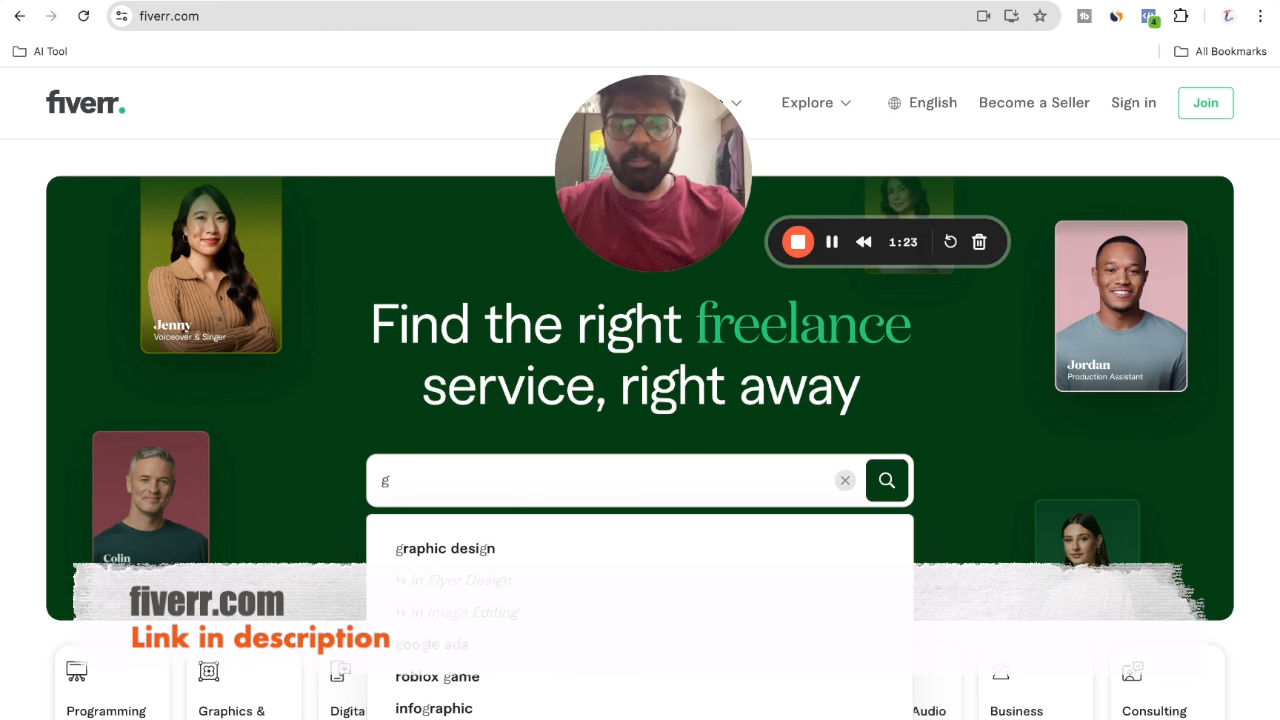 fiverr.com
4
AI Tool
All Bookmarks
fiverr.
Explore
English
Become a Seller
Sign in
Join
1:23
Jenny
Voiceover & Singer
Jordan
Production Assistant
Find the right freelance
service, right away
g
graphic design
↳ in Flyer Design
↳ in Image Editing
google ads
roblox game
infographic
Colin
fiverr.com
Link in description
Programming
Graphics &
Digita
Audio
Business
Consulting